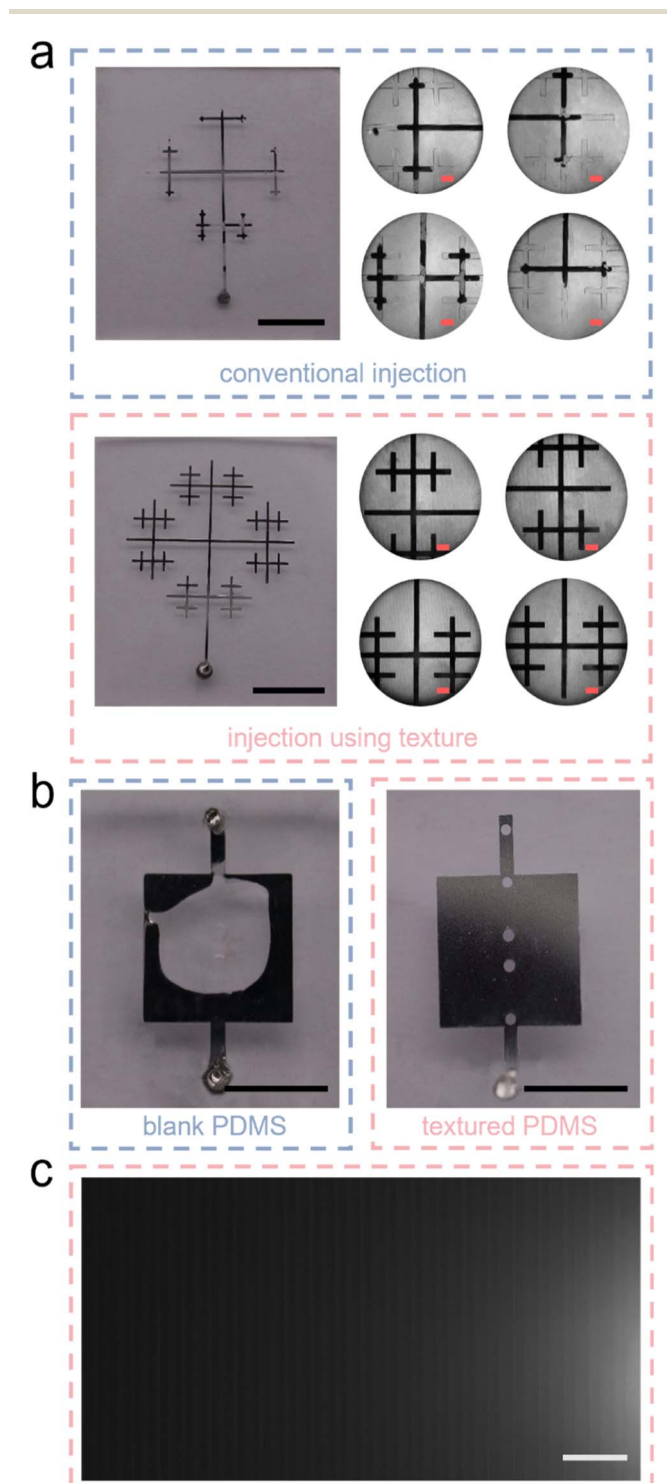 a
conventional injection
injection using texture
b
blank PDMS
textured PDMS
c